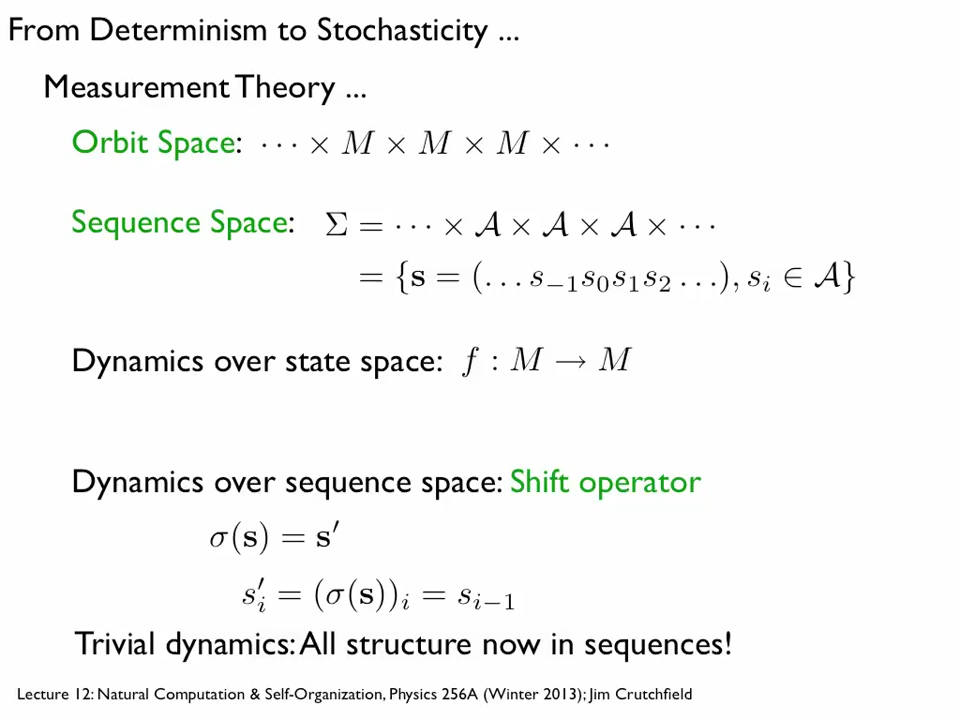 From Determinism to Stochasticity ...
Measurement Theory ...
Orbit Space: ⋯ × M × M × M × ⋯
Sequence Space: Σ = ⋯ × 𝒜 × 𝒜 × 𝒜 × ⋯
= {𝐬 = (… s₋₁s₀s₁s₂ …), sᵢ ∈ 𝒜}
Dynamics over state space: f : M → M
Dynamics over sequence space: Shift operator
σ(𝐬) = 𝐬′
s′ᵢ = (σ(𝐬))ᵢ = sᵢ₋₁
Trivial dynamics: All structure now in sequences!
Lecture 12: Natural Computation & Self-Organization, Physics 256A (Winter 2013); Jim Crutchfield